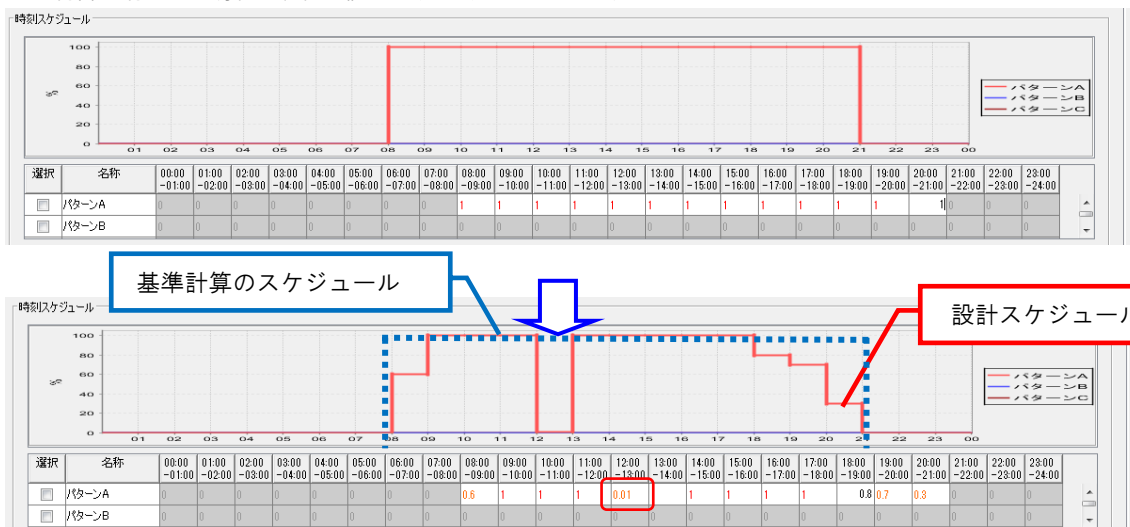 時刻スケジュール
100
80
60
40
20
0
%
01 02 03 04 05 06 07 08 09 10 11 12 13 14 15 16 17 18 19 20 21 22 23 00
パターンA
パターンB
パターンC
選択 名称 00:00 01:00 02:00 03:00 04:00 05:00 06:00 07:00 08:00 09:00 10:00 11:00 12:00 13:00 14:00 15:00 16:00 17:00 18:00 19:00 20:00 21:00 22:00 23:00
-01:00 -02:00 -03:00 -04:00 -05:00 -06:00 -07:00 -08:00 -09:00 -10:00 -11:00 -12:00 -13:00 -14:00 -15:00 -16:00 -17:00 -18:00 -19:00 -20:00 -21:00 -22:00 -23:00 -24:00
パターンA 0 0 0 0 0 0 0 0 1 1 1 1 1 1 1 1 1 1 1 1 1 0 0 0
パターンB 0 0 0 0 0 0 0 0 0 0 0 0 0 0 0 0 0 0 0 0 0 0 0 0
基準計算のスケジュール
設計スケジュール
時刻スケジュール
100
80
60
40
20
0
%
01 02 03 04 05 06 07 08 09 10 11 12 13 14 15 16 17 18 19 20 21 22 23 00
パターンA
パターンB
パターンC
選択 名称 00:00 01:00 02:00 03:00 04:00 05:00 06:00 07:00 08:00 09:00 10:00 11:00 12:00 13:00 14:00 15:00 16:00 17:00 18:00 19:00 20:00 21:00 22:00 23:00
-01:00 -02:00 -03:00 -04:00 -05:00 -06:00 -07:00 -08:00 -09:00 -10:00 -11:00 -12:00 -13:00 -14:00 -15:00 -16:00 -17:00 -18:00 -19:00 -20:00 -21:00 -22:00 -23:00 -24:00
パターンA 0 0 0 0 0 0 0 0 0.6 1 1 1 0.01 1 1 1 1 0.8 0.7 0.3 0 0 0
パターンB 0 0 0 0 0 0 0 0 0 0 0 0 0 0 0 0 0 0 0 0 0 0 0 0